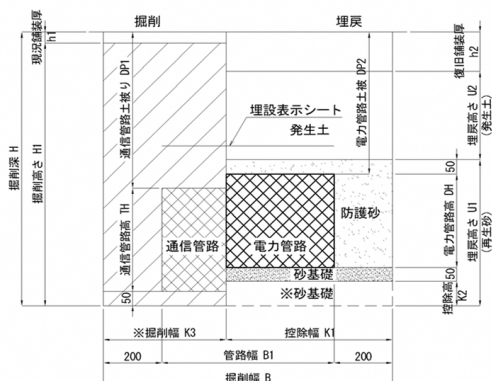 掘削
埋戻
現況舗装厚
h1
通信管路土被り DP1
電力管路土被 DP2
復旧舗装厚
h2
埋設表示シート
発生土
埋戻高さ U2
(発生土)
掘削深 H
掘削高さ H1
50
防護砂
電力管路高 DH
埋戻高さ U1
(再生砂)
通信管路高 TH
通信管路
電力管路
砂基礎
50
※砂基礎
控除高
K2
50
※掘削幅 K3
控除幅 K1
200
管路幅 B1
200
掘削幅 B